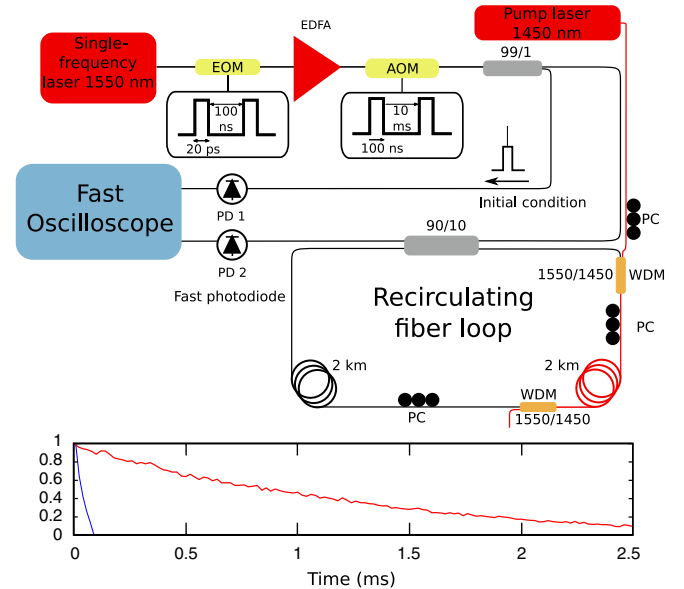 EDFA
Pump laser
1450 nm
Single-
frequency
laser 1550 nm
EOM
AOM
99/1
100
ns
20 ps
10
ms
100 ns
Initial condition
Fast
Oscilloscope
PD 1
PD 2
Fast photodiode
90/10
PC
1550/1450
WDM
PC
Recirculating
fiber loop
2 km
2 km
PC
WDM
1550/1450
1
0.8
0.6
0.4
0.2
0
0
0.5
1
1.5
2
2.5
Time (ms)